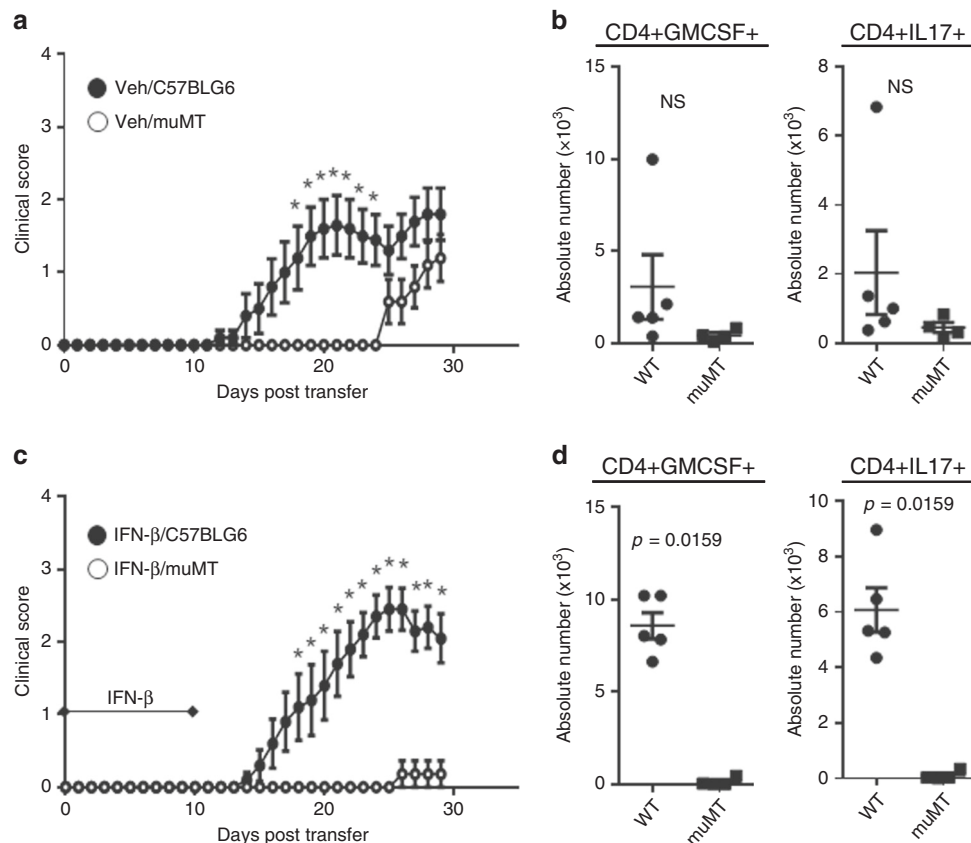 a
4
3
2
1
0
Clinical score
Veh/C57BLG6
Veh/muMT
* * * * * * *
0 10 20 30
Days post transfer
b
CD4+GMCSF+
15
10
5
0
Absolute number (×10³)
NS
WT
muMT
CD4+IL17+
8
6
4
2
0
Absolute number (x10³)
NS
WT
muMT
c
4
3
2
1
0
Clinical score
IFN-β/C57BLG6
IFN-β/muMT
IFN-β
* * * * * * * * * * * *
0 10 20 30
Days post transfer
d
CD4+GMCSF+
15
10
5
0
Absolute number (x10³)
p = 0.0159
WT
muMT
CD4+IL17+
10
8
6
4
2
0
Absolute number (x10³)
p = 0.0159
WT
muMT